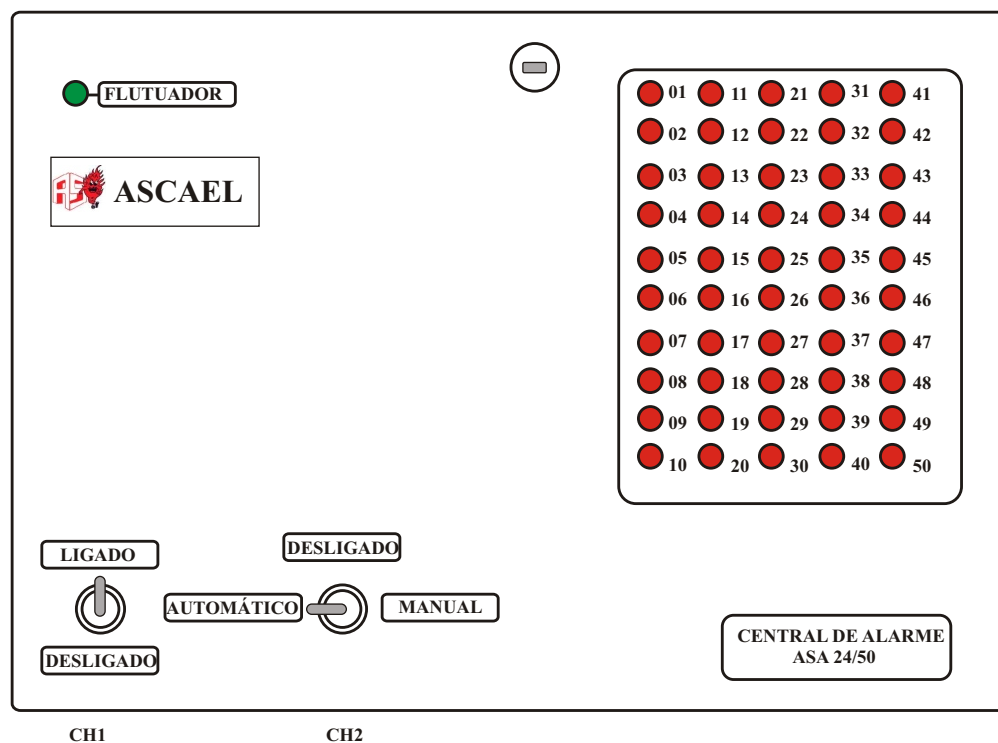 FLUTUADOR
AS
ASCAEL
01 11 21 31 41
02 12 22 32 42
03 13 23 33 43
04 14 24 34 44
05 15 25 35 45
06 16 26 36 46
07 17 27 37 47
08 18 28 38 48
09 19 29 39 49
10 20 30 40 50
LIGADO
DESLIGADO
DESLIGADO
AUTOMÁTICO
MANUAL
CENTRAL DE ALARME
ASA 24/50
CH1
CH2